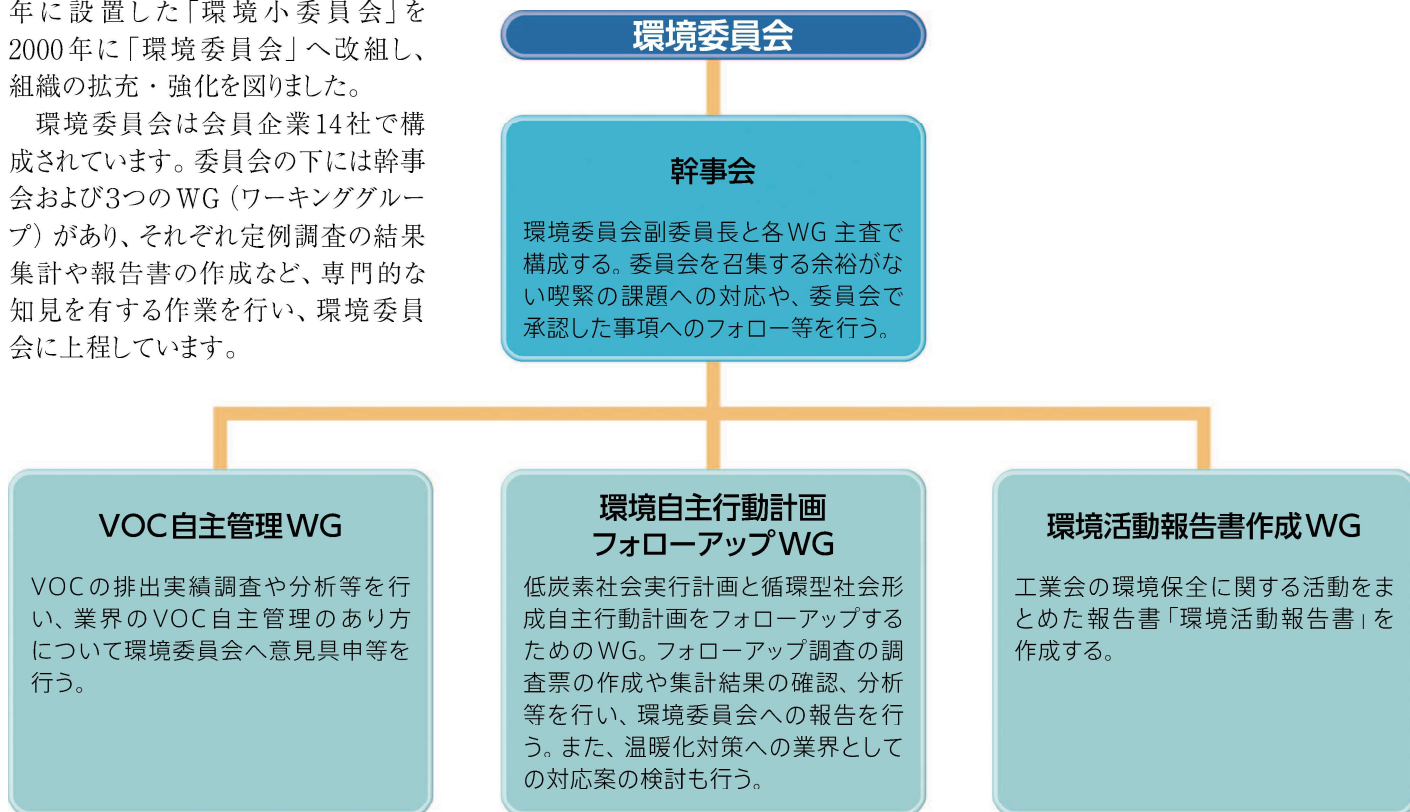 年に設置した「環境小委員会」を
2000年に「環境委員会」へ改組し、
組織の拡充・強化を図りました。
　環境委員会は会員企業14社で構
成されています。委員会の下には幹事
会および3つのWG（ワーキンググルー
プ）があり、それぞれ定例調査の結果
集計や報告書の作成など、専門的な
知見を有する作業を行い、環境委員
会に上程しています。
環境委員会
幹事会
環境委員会副委員長と各WG 主査で
構成する。委員会を召集する余裕がな
い喫緊の課題への対応や、委員会で
承認した事項へのフォロー等を行う。
VOC自主管理WG
VOCの排出実績調査や分析等を行
い、業界のVOC自主管理のあり方
について環境委員会へ意見具申等を
行う。
環境自主行動計画
フォローアップWG
低炭素社会実行計画と循環型社会形
成自主行動計画をフォローアップする
ためのWG。フォローアップ調査の調
査票の作成や集計結果の確認、分析
等を行い、環境委員会への報告を行
う。また、温暖化対策への業界として
の対応案の検討も行う。
環境活動報告書作成WG
工業会の環境保全に関する活動をま
とめた報告書「環境活動報告書」を
作成する。